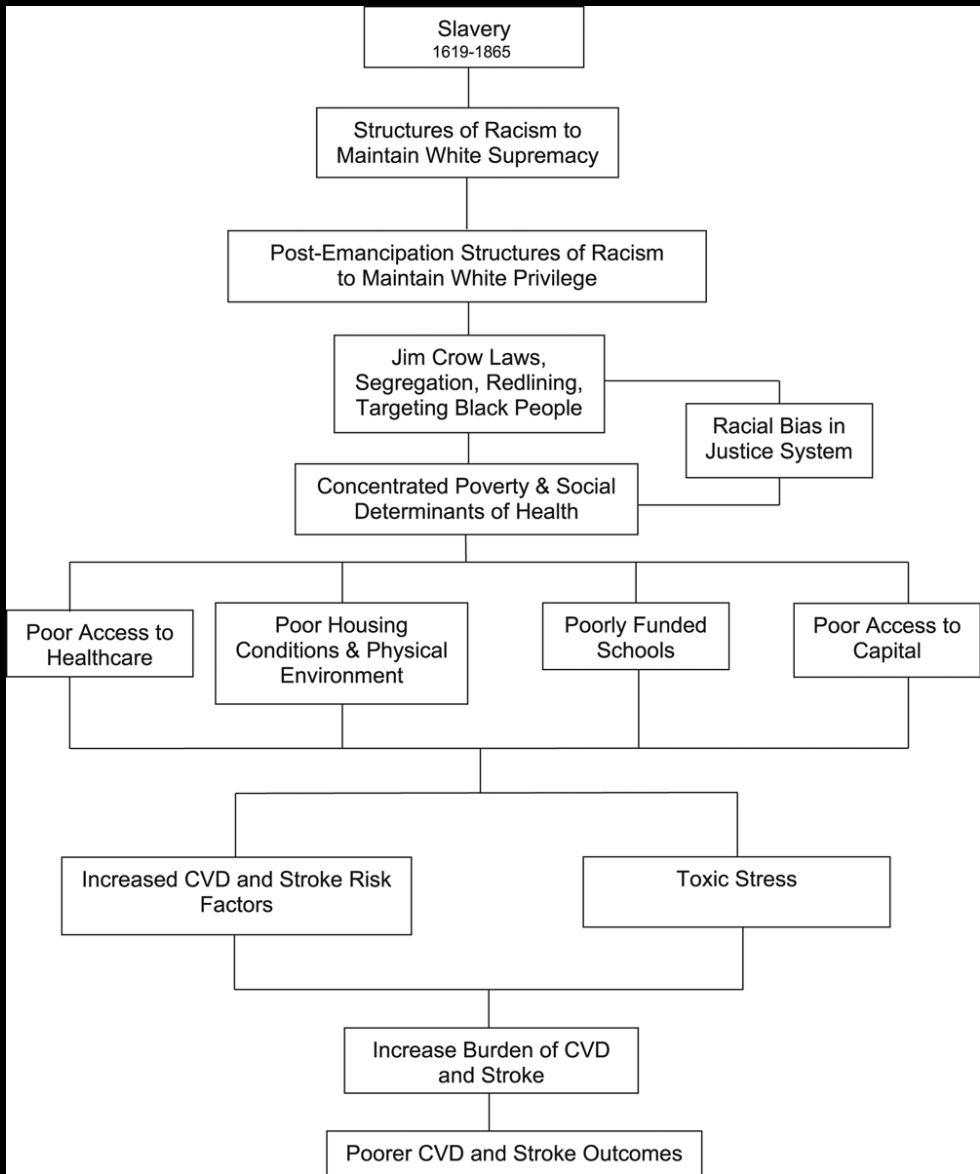 Slavery
1619-1865
Structures of Racism to
Maintain White Supremacy
Post-Emancipation Structures of Racism
to Maintain White Privilege
Jim Crow Laws,
Segregation, Redlining,
Targeting Black People
Racial Bias in
Justice System
Concentrated Poverty & Social
Determinants of Health
Poor Access to
Healthcare
Poor Housing
Conditions & Physical
Environment
Poorly Funded
Schools
Poor Access to
Capital
Increased CVD and Stroke Risk
Factors
Toxic Stress
Increase Burden of CVD
and Stroke
Poorer CVD and Stroke Outcomes